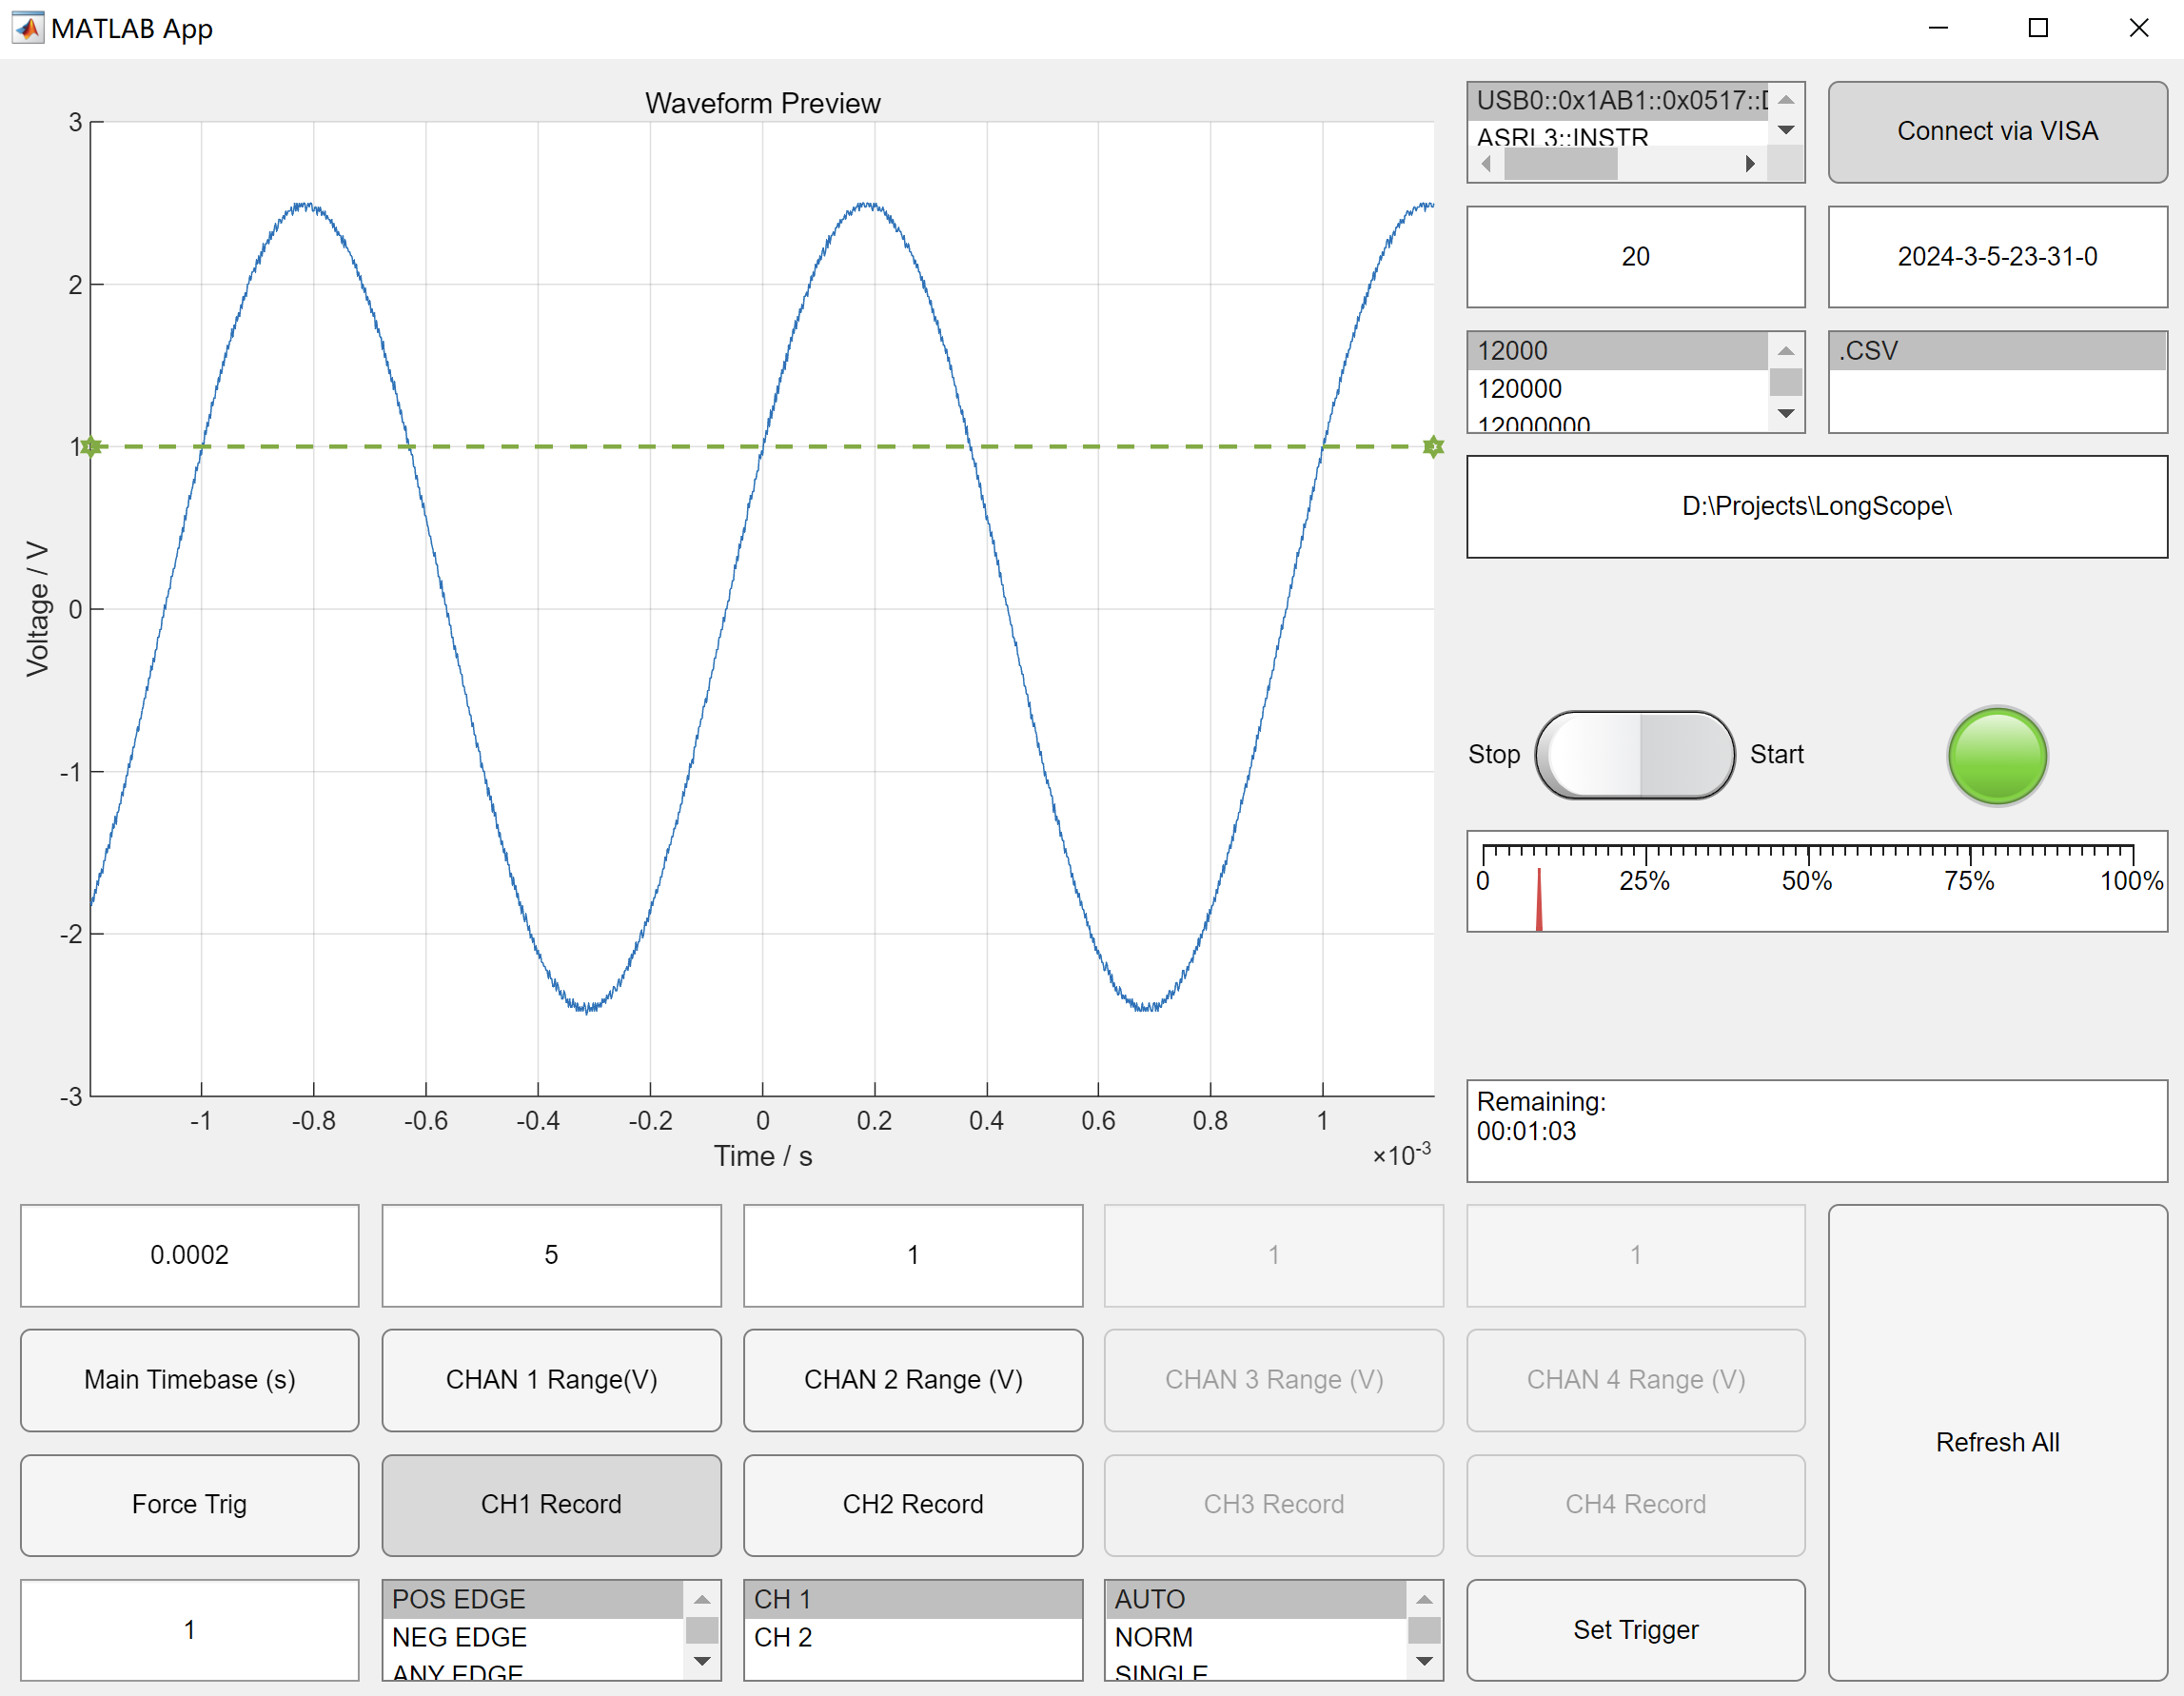 MATLAB App
Waveform Preview
3
2
1
0
-1
-2
-3
Voltage / V
-1 -0.8 -0.6 -0.4 -0.2 0 0.2 0.4 0.6 0.8 1
Time / s
×10-3
USB0::0x1AB1::0x0517::
ASRL3::INSTR
Connect via VISA
20
2024-3-5-23-31-0
12000
120000
12000000
.CSV
D:\Projects\LongScope\
Stop
Start
0 25% 50% 75% 100%
Remaining:
00:01:03
0.0002
5
1
1
1
Main Timebase (s)
CHAN 1 Range(V)
CHAN 2 Range (V)
CHAN 3 Range (V)
CHAN 4 Range (V)
Refresh All
Force Trig
CH1 Record
CH2 Record
CH3 Record
CH4 Record
1
POS EDGE
NEG EDGE
ANY EDGE
CH 1
CH 2
AUTO
NORM
SINGLE
Set Trigger